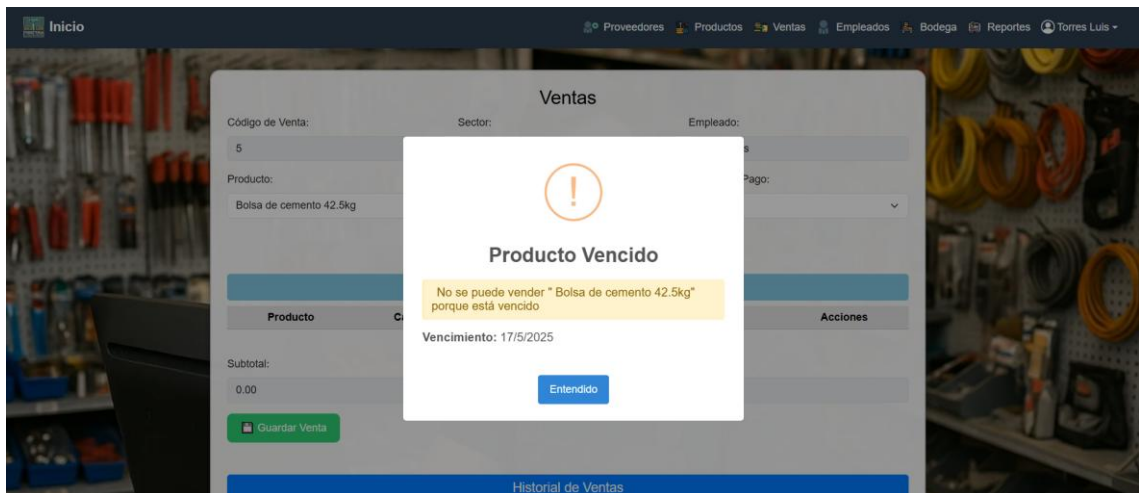 Inicio
Proveedores Productos Ventas Empleados Bodega Reportes Torres Luis
Ventas
Código de Venta: Sector: Empleado:
5
Producto: Pago:
Bolsa de cemento 42.5kg
Producto Vencido
No se puede vender " Bolsa de cemento 42.5kg"
porque está vencido
Producto Acciones
Vencimiento: 17/5/2025
Subtotal:
0.00
Entendido
Guardar Venta
Historial de Ventas